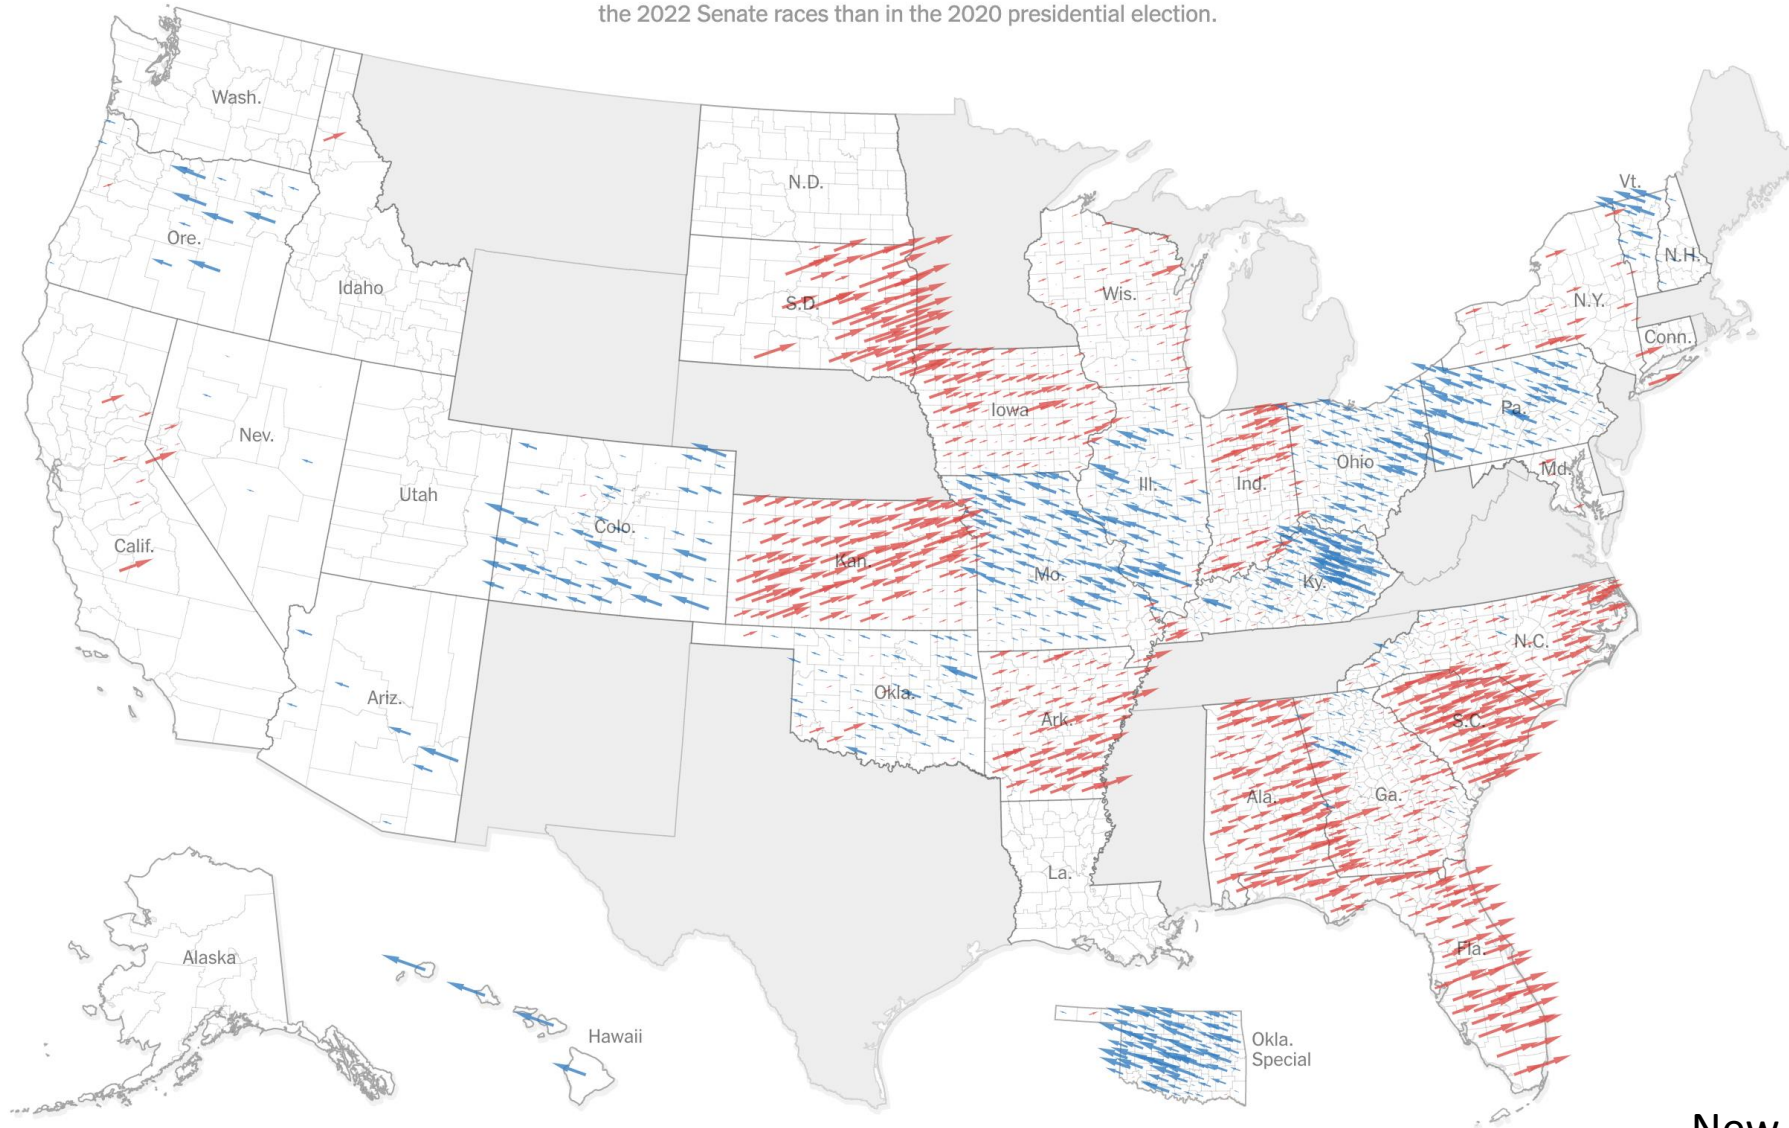 the 2022 Senate races than in the 2020 presidential election.
Wash.
N.D.
Vt.
Ore.
N.H.
Idaho
S.D.
Wis.
N.Y.
Conn.
Iowa
Pa.
Nev.
Ohio
Utah
Ill.
Ind.
Md.
Colo.
Calif.
Kan.
Mo.
Ky.
N.C.
Ariz.
Okla.
Ark.
S.C.
Ala.
Ga.
La.
Fla.
Alaska
Hawaii
Okla.
Special
New